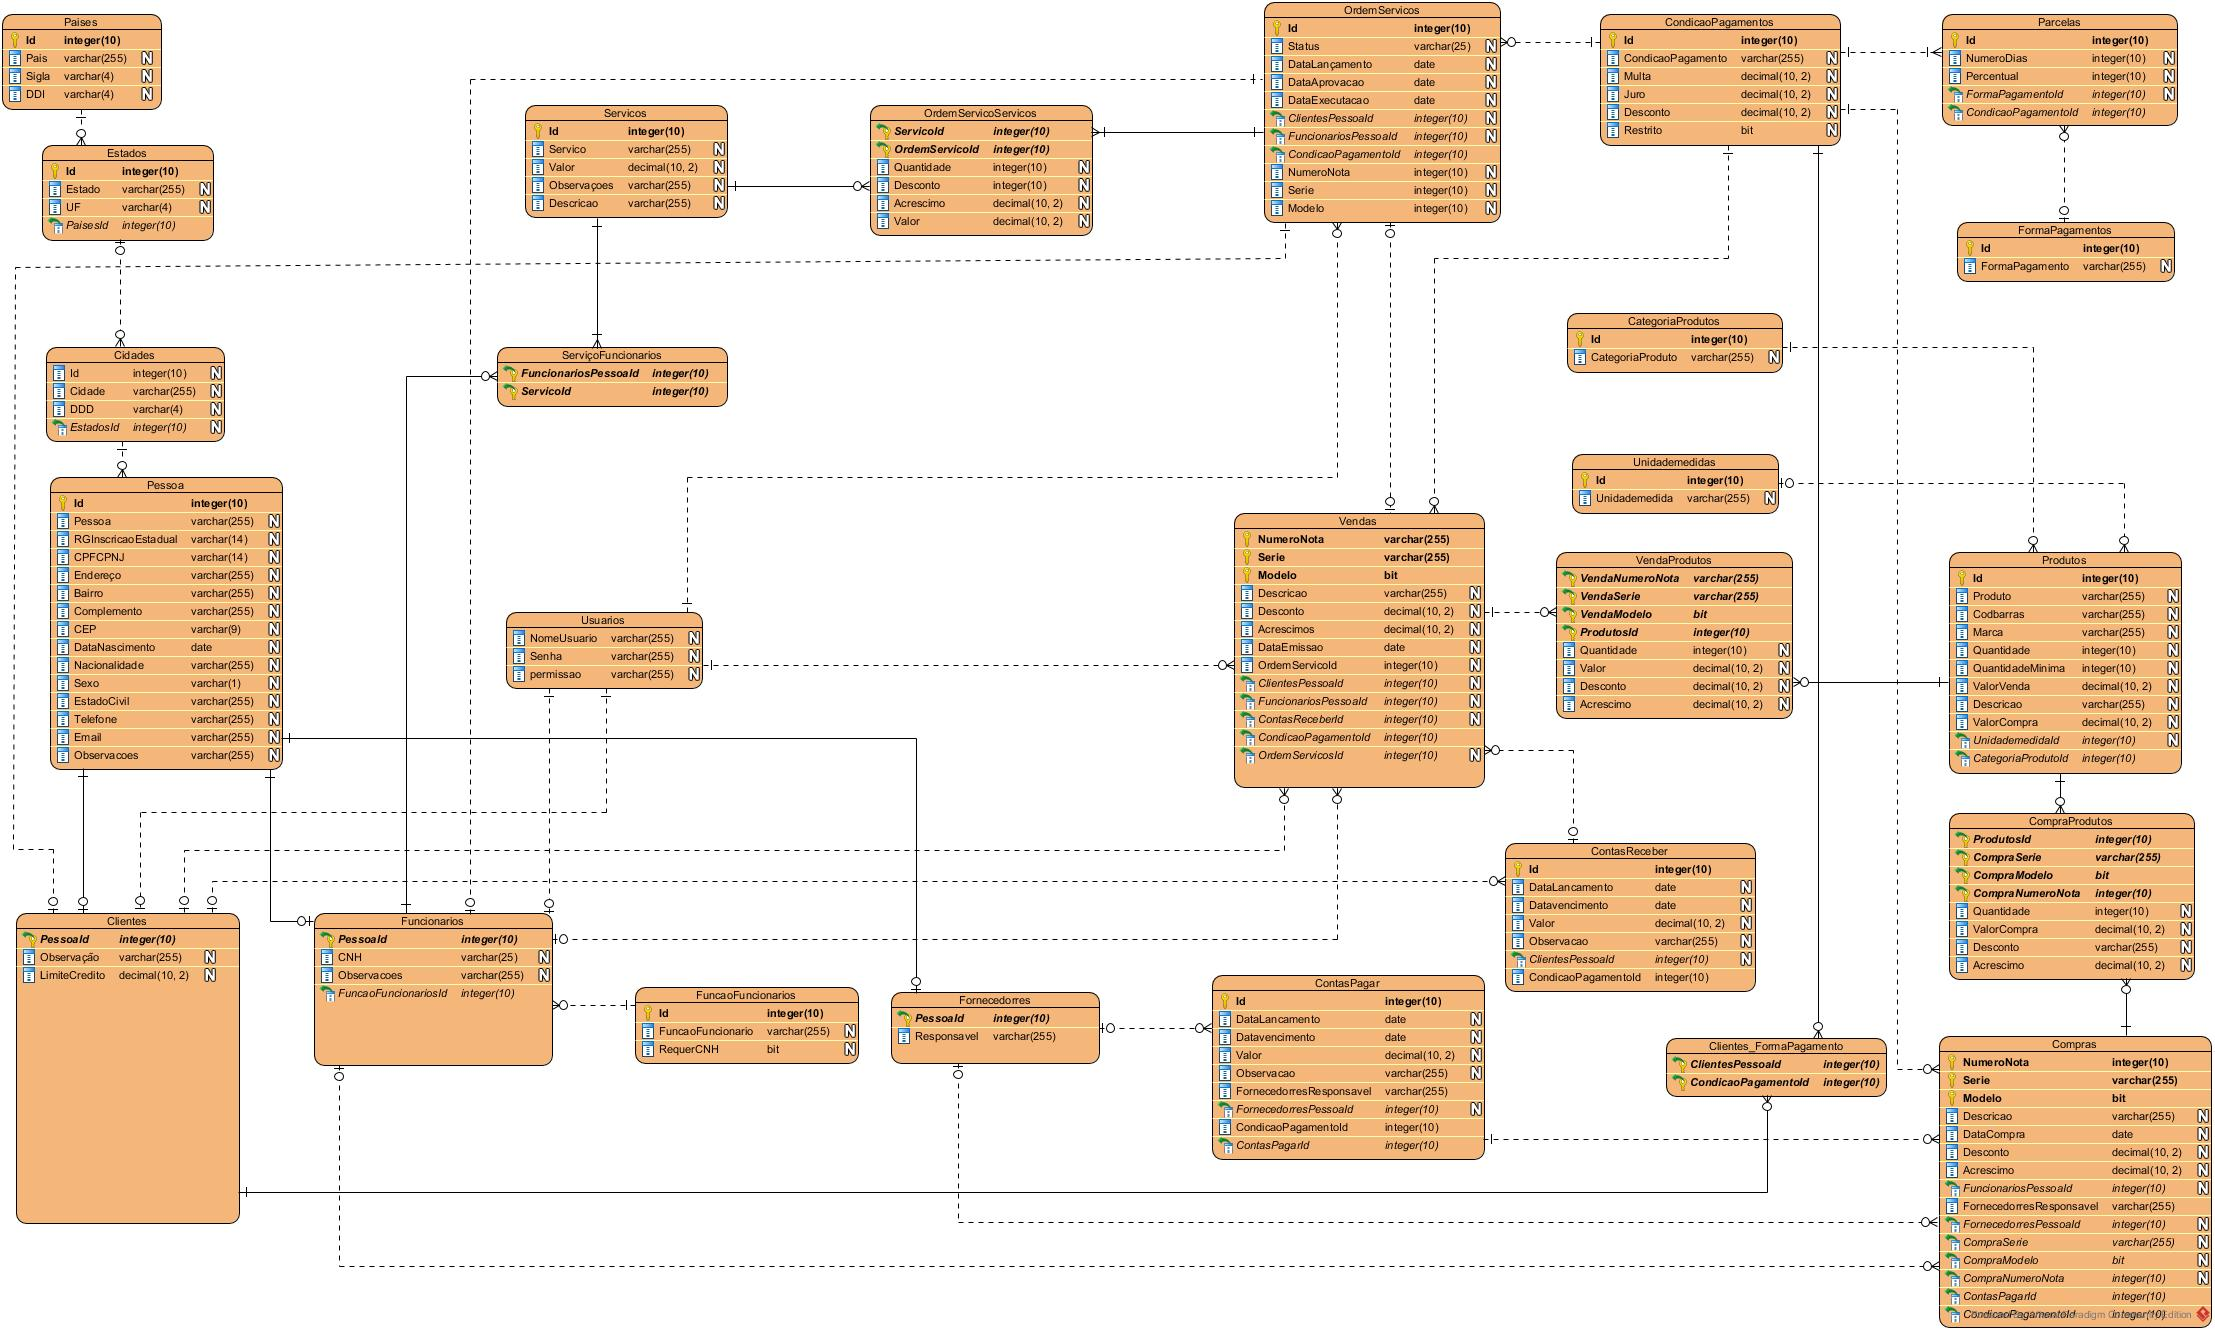 Paises
Id integer(10)
Pais varchar(255) N
Sigla varchar(4) N
DDI varchar(4) N
Estados
Id integer(10)
Estado varchar(255) N
UF varchar(4) N
PaisesId integer(10)
Cidades
Id integer(10) N
Cidade varchar(255) N
DDD varchar(4) N
EstadosId integer(10) N
Pessoa
Id integer(10)
Pessoa varchar(255) N
RGInscricaoEstadual varchar(14) N
CPFCPNJ varchar(14) N
Endereço varchar(255) N
Bairro varchar(255) N
Complemento varchar(255) N
CEP varchar(9) N
DataNascimento date N
Nacionalidade varchar(255) N
Sexo varchar(1) N
EstadoCivil varchar(255) N
Telefone varchar(255) N
Email varchar(255) N
Observacoes varchar(255) N
Clientes
PessoaId integer(10)
Observação varchar(255) N
LimiteCredito decimal(10, 2) N
Servicos
Id integer(10)
Servico varchar(255) N
Valor decimal(10, 2) N
Observaçoes varchar(255) N
Descricao varchar(255) N
OrdemServicoServicos
ServicoId integer(10)
OrdemServicoId integer(10)
Quantidade integer(10) N
Desconto integer(10) N
Acrescimo decimal(10, 2) N
Valor decimal(10, 2) N
ServiçoFuncionarios
FuncionariosPessoaId integer(10)
ServicoId integer(10)
Usuarios
NomeUsuario varchar(255) N
Senha varchar(255) N
permissao varchar(255) N
Funcionarios
PessoaId integer(10)
CNH varchar(25) N
Observacoes varchar(255) N
FuncaoFuncionariosId integer(10)
FuncaoFuncionarios
Id integer(10)
FuncaoFuncionario varchar(255) N
RequerCNH bit N
Fornecedorres
PessoaId integer(10)
Responsavel varchar(255)
OrdemServicos
Id integer(10)
Status varchar(25) N
DataLançamento date N
DataAprovacao date N
DataExecutacao date N
ClientesPessoaId integer(10) N
FuncionariosPessoaId integer(10) N
CondicaoPagamentoId integer(10)
NumeroNota integer(10) N
Serie integer(10) N
Modelo integer(10) N
CondicaoPagamentos
Id integer(10)
CondicaoPagamento varchar(255) N
Multa decimal(10, 2) N
Juro decimal(10, 2) N
Desconto decimal(10, 2) N
Restrito bit N
Parcelas
Id integer(10)
NumeroDias integer(10) N
Percentual integer(10) N
FormaPagamentoId integer(10) N
CondicaoPagamentoId integer(10)
FormaPagamentos
Id integer(10)
FormaPagamento varchar(255) N
CategoriaProdutos
Id integer(10)
CategoriaProduto varchar(255) N
Unidademedidas
Id integer(10)
Unidademedida varchar(255) N
Vendas
NumeroNota varchar(255)
Serie varchar(255)
Modelo bit
Descricao varchar(255) N
Desconto decimal(10, 2) N
Acrescimos decimal(10, 2) N
DataEmissao date N
OrdemServicoId integer(10) N
ClientesPessoaId integer(10) N
FuncionariosPessoaId integer(10) N
ContasReceberId integer(10) N
CondicaoPagamentoId integer(10)
OrdemServicosId integer(10) N
VendaProdutos
VendaNumeroNota varchar(255)
VendaSerie varchar(255)
VendaModelo bit
ProdutosId integer(10)
Quantidade integer(10) N
Valor decimal(10, 2) N
Desconto decimal(10, 2) N
Acrescimo decimal(10, 2) N
Produtos
Id integer(10)
Produto varchar(255) N
Codbarras varchar(255) N
Marca varchar(255) N
Quantidade integer(10) N
QuantidadeMinima integer(10) N
ValorVenda decimal(10, 2) N
Descricao varchar(255) N
ValorCompra decimal(10, 2) N
UnidademedidaId integer(10) N
CategoriaProdutoId integer(10)
CompraProdutos
ProdutosId integer(10)
CompraSerie varchar(255)
CompraModelo bit
CompraNumeroNota integer(10)
Quantidade integer(10) N
ValorCompra decimal(10, 2) N
Desconto varchar(255) N
Acrescimo decimal(10, 2) N
ContasReceber
Id integer(10)
DataLancamento date N
Datavencimento date N
Valor decimal(10, 2) N
Observacao varchar(255) N
ClientesPessoaId integer(10) N
CondicaoPagamentoId integer(10)
ContasPagar
Id integer(10)
DataLancamento date N
Datavencimento date N
Valor decimal(10, 2) N
Observacao varchar(255) N
FornecedorresResponsavel varchar(255)
FornecedorresPessoaId integer(10) N
CondicaoPagamentoId integer(10)
ContasPagarId integer(10)
Clientes_FormaPagamento
ClientesPessoaId integer(10)
CondicaoPagamentoId integer(10)
Compras
NumeroNota integer(10)
Serie varchar(255)
Modelo bit
Descricao varchar(255) N
DataCompra date N
Desconto decimal(10, 2) N
Acrescimo decimal(10, 2) N
FuncionariosPessoaId integer(10) N
FornecedorresResponsavel varchar(255)
FornecedorresPessoaId integer(10) N
CompraSerie varchar(255) N
CompraModelo bit N
CompraNumeroNota integer(10) N
ContasPagarId integer(10)
CondicaoPagamentoId integer(10)